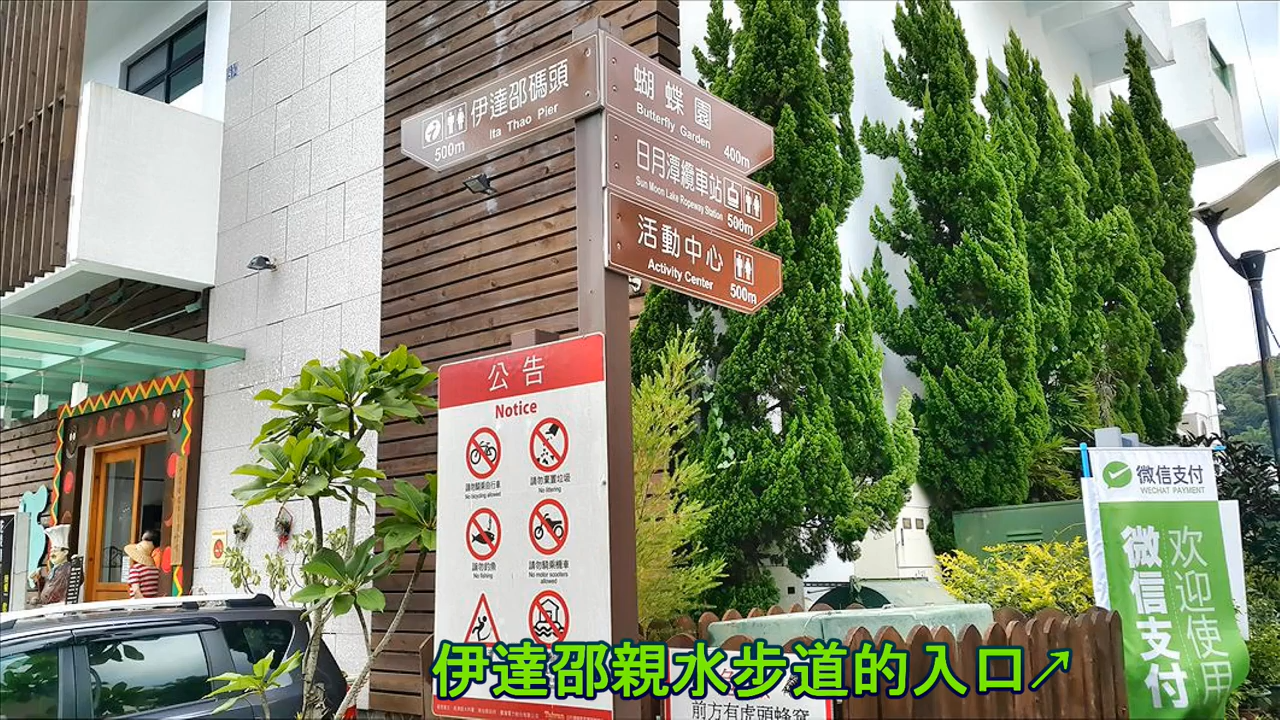 伊達邵碼頭
Ita Thao Pier
500m
蝴蝶園
Butterfly Garden
400m
日月潭纜車站
Sun Moon Lake Ropeway Station
500m
活動中心
Activity Center
500m
公告
Notice
請勿騎乘自行車
No bicycling allowed
請勿棄置垃圾
No littering
請勿釣魚
No fishing
請勿騎乘機車
No motor scooters
allowed
微信支付
WECHAT PAYMENT
欢迎使用
微信支付
伊達邵親水步道的入口↗
前方有虎頭蜂窩